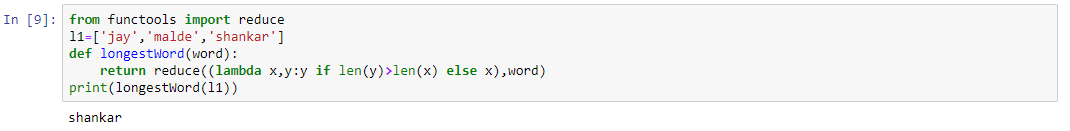 In [9]: from functools import reduce
l1=['jay','malde','shankar']
def longestWord(word):
    return reduce((lambda x,y:y if len(y)>len(x) else x),word)
print(longestWord(l1))
shankar